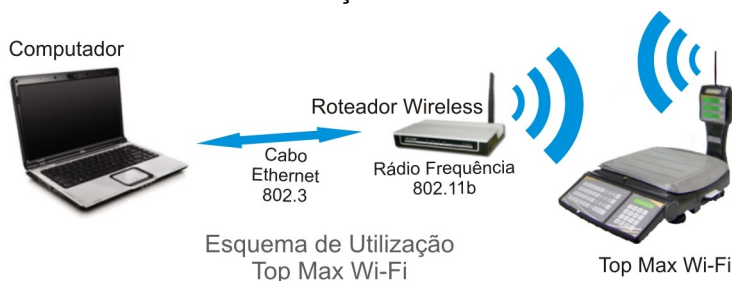 Computador
Roteador Wireless
Cabo
Ethernet
802.3
Rádio Frequência
802.11b
Esquema de Utilização
Top Max Wi-Fi
Top Max Wi-Fi